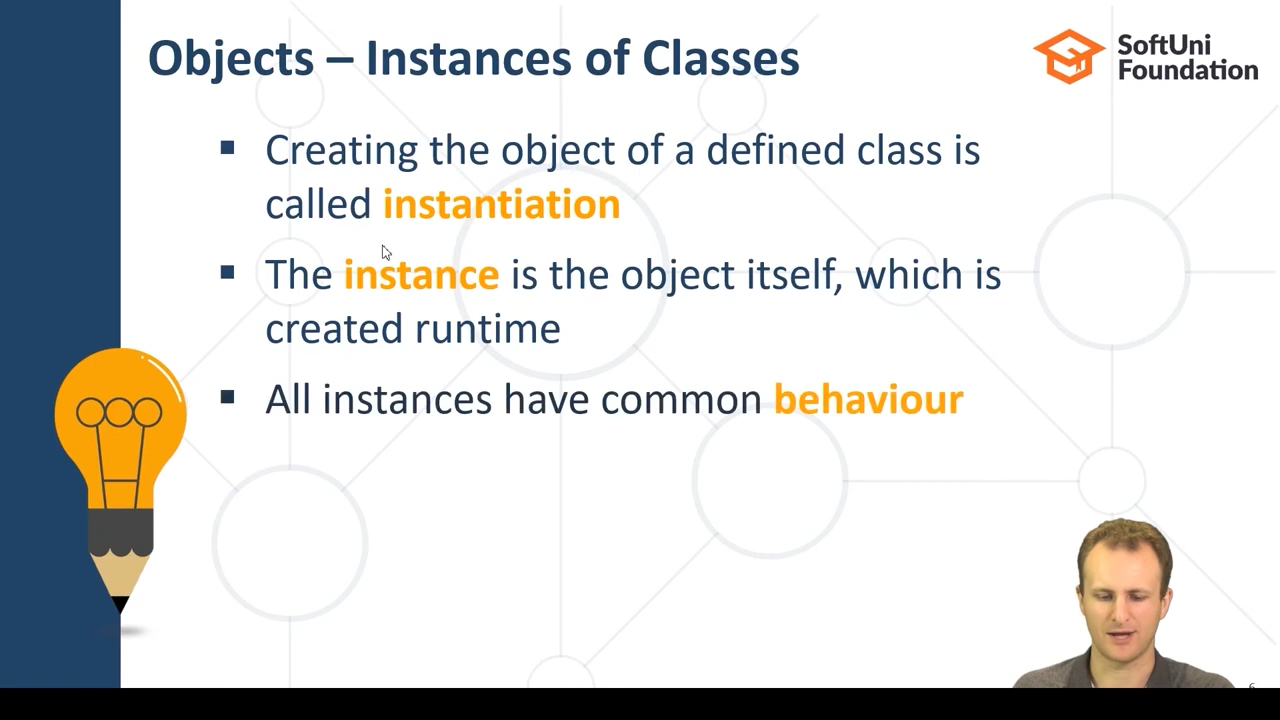 Objects – Instances of Classes
SoftUni
Foundation
▪ Creating the object of a defined class is
called instantiation
▪ The instance is the object itself, which is
created runtime
▪ All instances have common behaviour